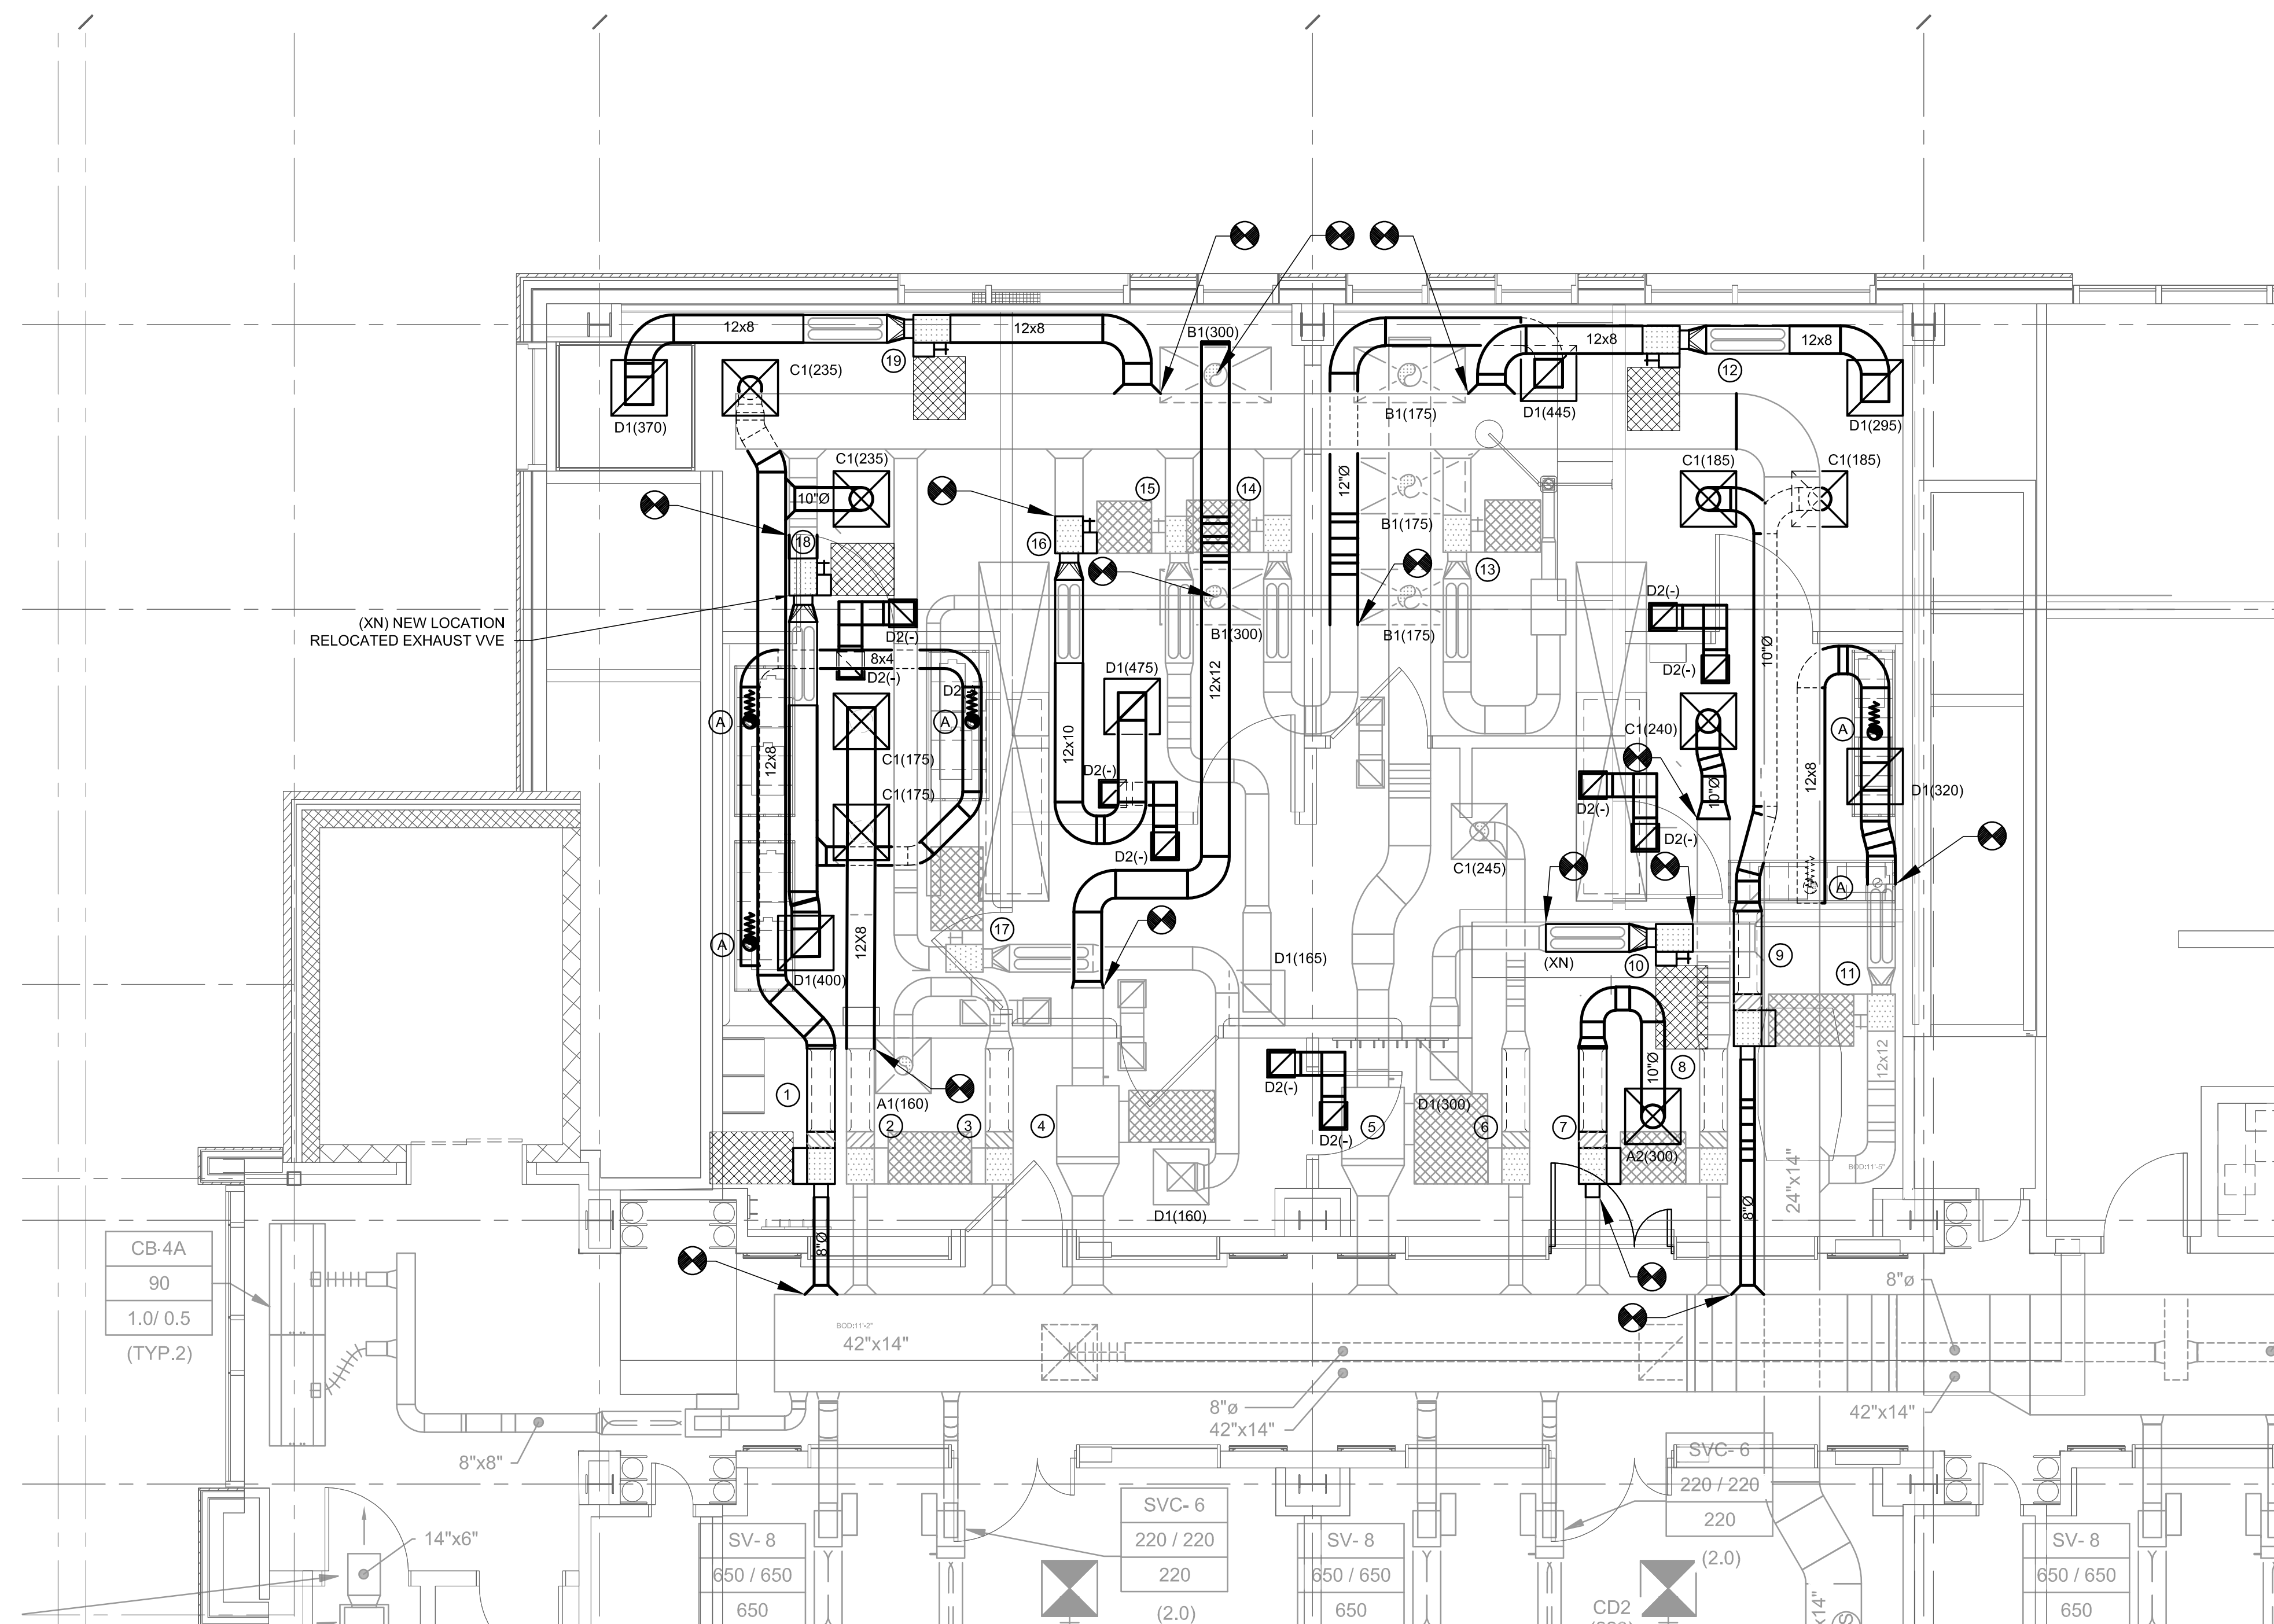 12x8
12x8
B1(300)
12x8
12x8
19
12
C1(235)
D1(370)
B1(175)
D1(445)
D1(295)
C1(235)
C1(185)
C1(185)
10"Ø
12"Ø
15
14
B1(175)
18
16
13
(XN) NEW LOCATION
RELOCATED EXHAUST VVE
D2(-)
D2(-)
B1(300)
B1(175)
8x4
D2(-)
D2(-)
D2(-)
10"Ø
D1(475)
12x12
A
A
C1(240)
A
12x8
12x10
12x8
C1(175)
D2(-)
10"Ø
D1(320)
C1(175)
D2(-)
D2(-)
D2(-)
C1(245)
A
17
A
12X8
D1(165)
(XN)
10
9
11
D1(400)
10"Ø
12x12
8
1
A1(160)
D2(-)
D1(300)
2
3
4
D2(-)
5
6
7
A2(300)
BOD:11'-5"
24"x14"
D1(160)
8"Ø
8"Ø
CB-4A
90
1.0/ 0.5
(TYP.2)
8"ø
BOD:11'-2"
42"x14"
8"ø
42"x14"
42"x14"
8"x8"
SVC- 6
220 / 220
220
(2.0)
SVC- 6
220 / 220
220
(2.0)
14"x6"
SV- 8
650 / 650
650
SV- 8
650 / 650
650
SV- 8
650 / 650
650
CD2